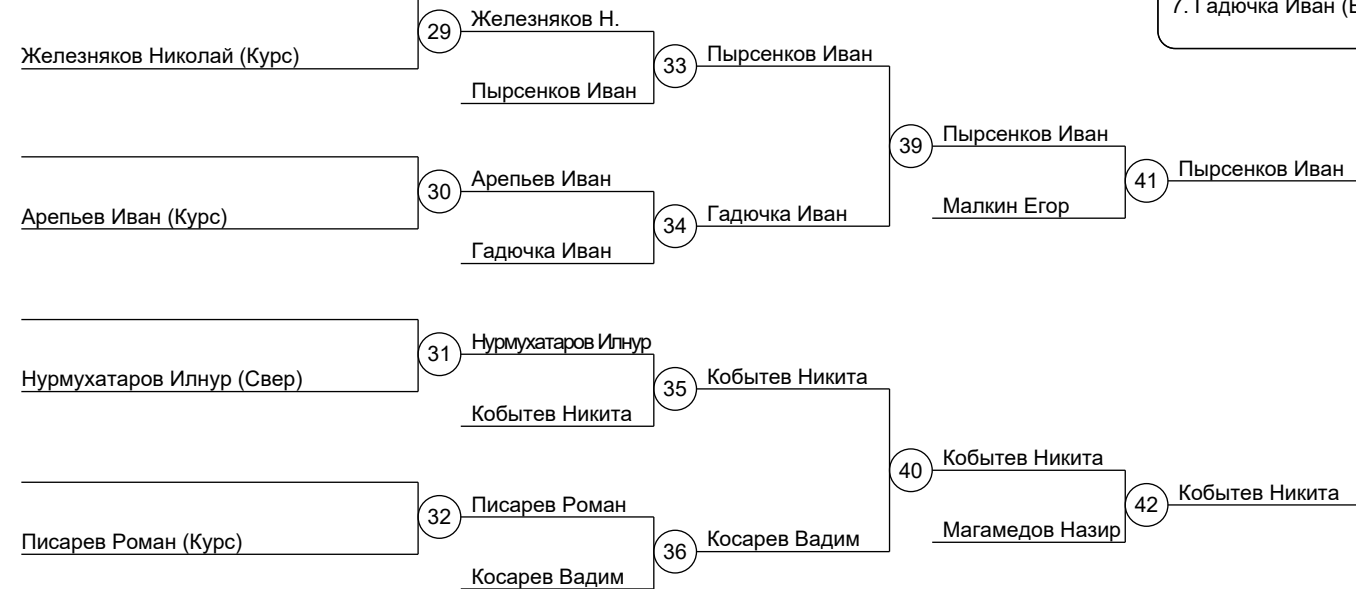 7. Гадючка Иван
Железняков Н.
29
Железняков Николай (Курс)
Пырсенков Иван
33
Пырсенков Иван
Пырсенков Иван
39
Пырсенков Иван
41
Арепьев Иван
30
Арепьев Иван (Курс)
Гадючка Иван
34
Малкин Егор
Гадючка Иван
Нурмухатаров Илнур
31
Нурмухатаров Илнур (Свер)
Кобытев Никита
35
Кобытев Никита
Кобытев Никита
40
Кобытев Никита
42
Писарев Роман
32
Магамедов Назир
Писарев Роман (Курс)
Косарев Вадим
36
Косарев Вадим